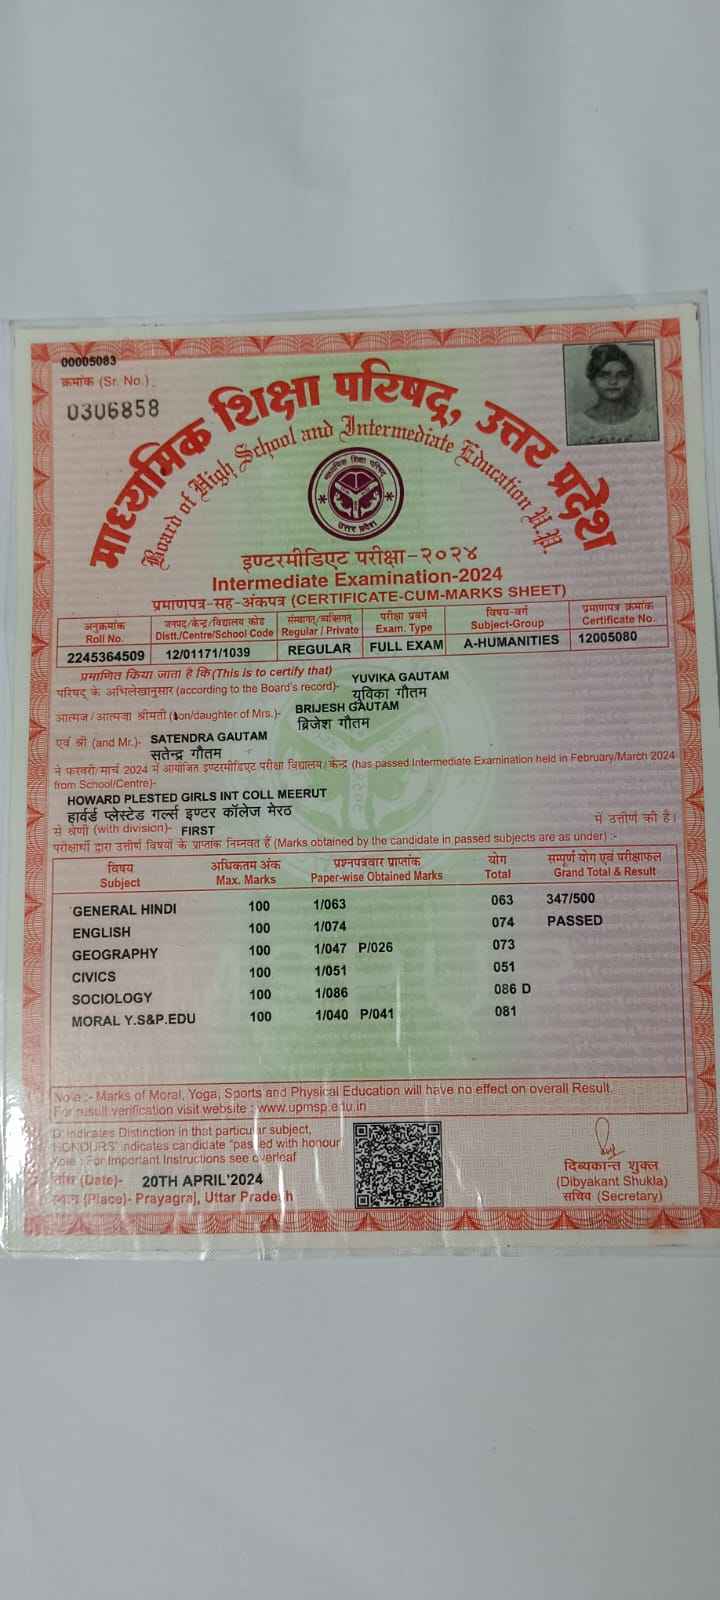 00005083
क्रमांक (Sr. No.)
0306858
माध्यमिक शिक्षा परिषद्, उत्तर प्रदेश
Board of High School and Intermediate Education U.P.
माध्यमिक शिक्षा परिषद
उत्तर प्रदेश
इण्टरमीडिएट परीक्षा-२०२४
Intermediate Examination-2024
प्रमाणपत्र-सह-अंकपत्र (CERTIFICATE-CUM-MARKS SHEET)
अनुक्रमांक जनपद/केन्द्र/विद्यालय कोड संस्थागत/व्यक्तिगत परीक्षा प्रवर्ग विषय-वर्ग प्रमाणपत्र क्रमांक
Roll No. Distt./Centre/School Code Regular / Private Exam. Type Subject-Group Certificate No.
2245364509 12/01171/1039 REGULAR FULL EXAM A-HUMANITIES 12005080
प्रमाणित किया जाता है कि (This is to certify that) YUVIKA GAUTAM
परिषद के अभिलेखानुसार (according to the Board's record)- युविका गौतम
आत्मज/आत्मजा श्रीमती (son/daughter of Mrs.)- BRIJESH GAUTAM
ब्रिजेश गौतम
एवं श्री (and Mr.)- SATENDRA GAUTAM
सतेन्द्र गौतम
ने फरवरी/मार्च 2024 में आयोजित इण्टरमीडिएट परीक्षा विद्यालय/केन्द्र (has passed Intermediate Examination held in February/March 2024
from School/Centre)-
HOWARD PLESTED GIRLS INT COLL MEERUT
हार्वर्ड प्लेस्टेड गर्ल्स इण्टर कॉलेज मेरठ में उत्तीर्ण की है।
से श्रेणी (with division)- FIRST
परीक्षार्थी द्वारा उत्तीर्ण विषयों के प्राप्तांक निम्नवत हैं (Marks obtained by the candidate in passed subjects are as under) :-
विषय अधिकतम अंक प्रश्नपत्रवार प्राप्तांक योग सम्पूर्ण योग एवं परीक्षाफल
Subject Max. Marks Paper-wise Obtained Marks Total Grand Total & Result
GENERAL HINDI 100 1/063 063 347/500
ENGLISH 100 1/074 074 PASSED
GEOGRAPHY 100 1/047 P/026 073
CIVICS 100 1/051 051
SOCIOLOGY 100 1/086 086 D
MORAL Y.S&P.EDU 100 1/040 P/041 081
Note :- Marks of Moral, Yoga, Sports and Physical Education will have no effect on overall Result.
For result verification visit website : www.upmsp.edu.in
'D' indicates Distinction in that particular subject,
'HONOURS' indicates candidate "passed with honour"
Note : For Important Instructions see overleaf
(Date)- 20TH APRIL'2024
(Place)- Prayagraj, Uttar Pradesh
दिब्यकान्त शुक्ल
(Dibyakant Shukla)
सचिव (Secretary)